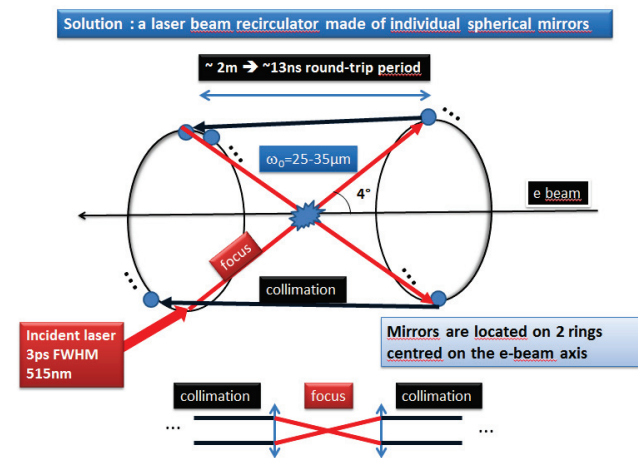 Solution : a laser beam recirculator made of individual spherical mirrors
~ 2m ➔ ~13ns round-trip period
ω₀=25-35µm
4°
e beam
focus
collimation
Incident laser
3ps FWHM
515nm
Mirrors are located on 2 rings
centred on the e-beam axis
collimation
focus
collimation
...
...